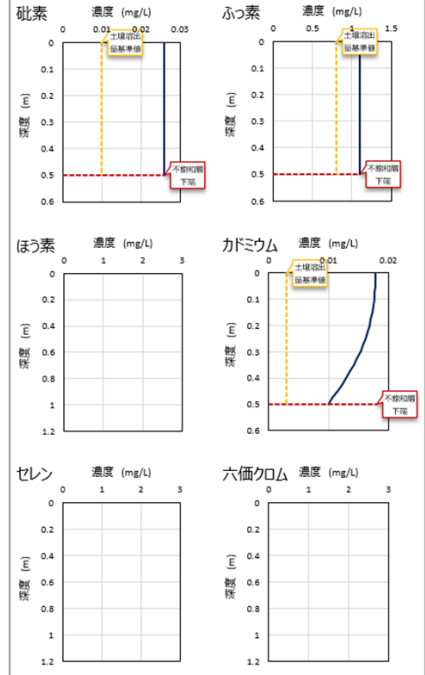 砒素
濃度 (mg/L)
0 0.01 0.02 0.03
土壌溶出
量基準値
0
0.1
0.2
0.3
0.4
0.5
0.6
深度 (m)
不飽和層
下端
ふっ素
濃度 (mg/L)
0 0.5 1 1.5
土壌溶出
量基準値
0
0.1
0.2
0.3
0.4
0.5
0.6
深度 (m)
不飽和層
下端
ほう素
濃度 (mg/L)
0 1 2 3
0
0.2
0.4
0.6
0.8
1
1.2
深度 (m)
カドミウム
濃度 (mg/L)
0 0.01 0.02
土壌溶出
量基準値
0
0.1
0.2
0.3
0.4
0.5
0.6
深度 (m)
不飽和層
下端
セレン
濃度 (mg/L)
0 1 2 3
0
0.2
0.4
0.6
0.8
1
1.2
深度 (m)
六価クロム
濃度 (mg/L)
0 1 2 3
0
0.2
0.4
0.6
0.8
1
1.2
深度 (m)